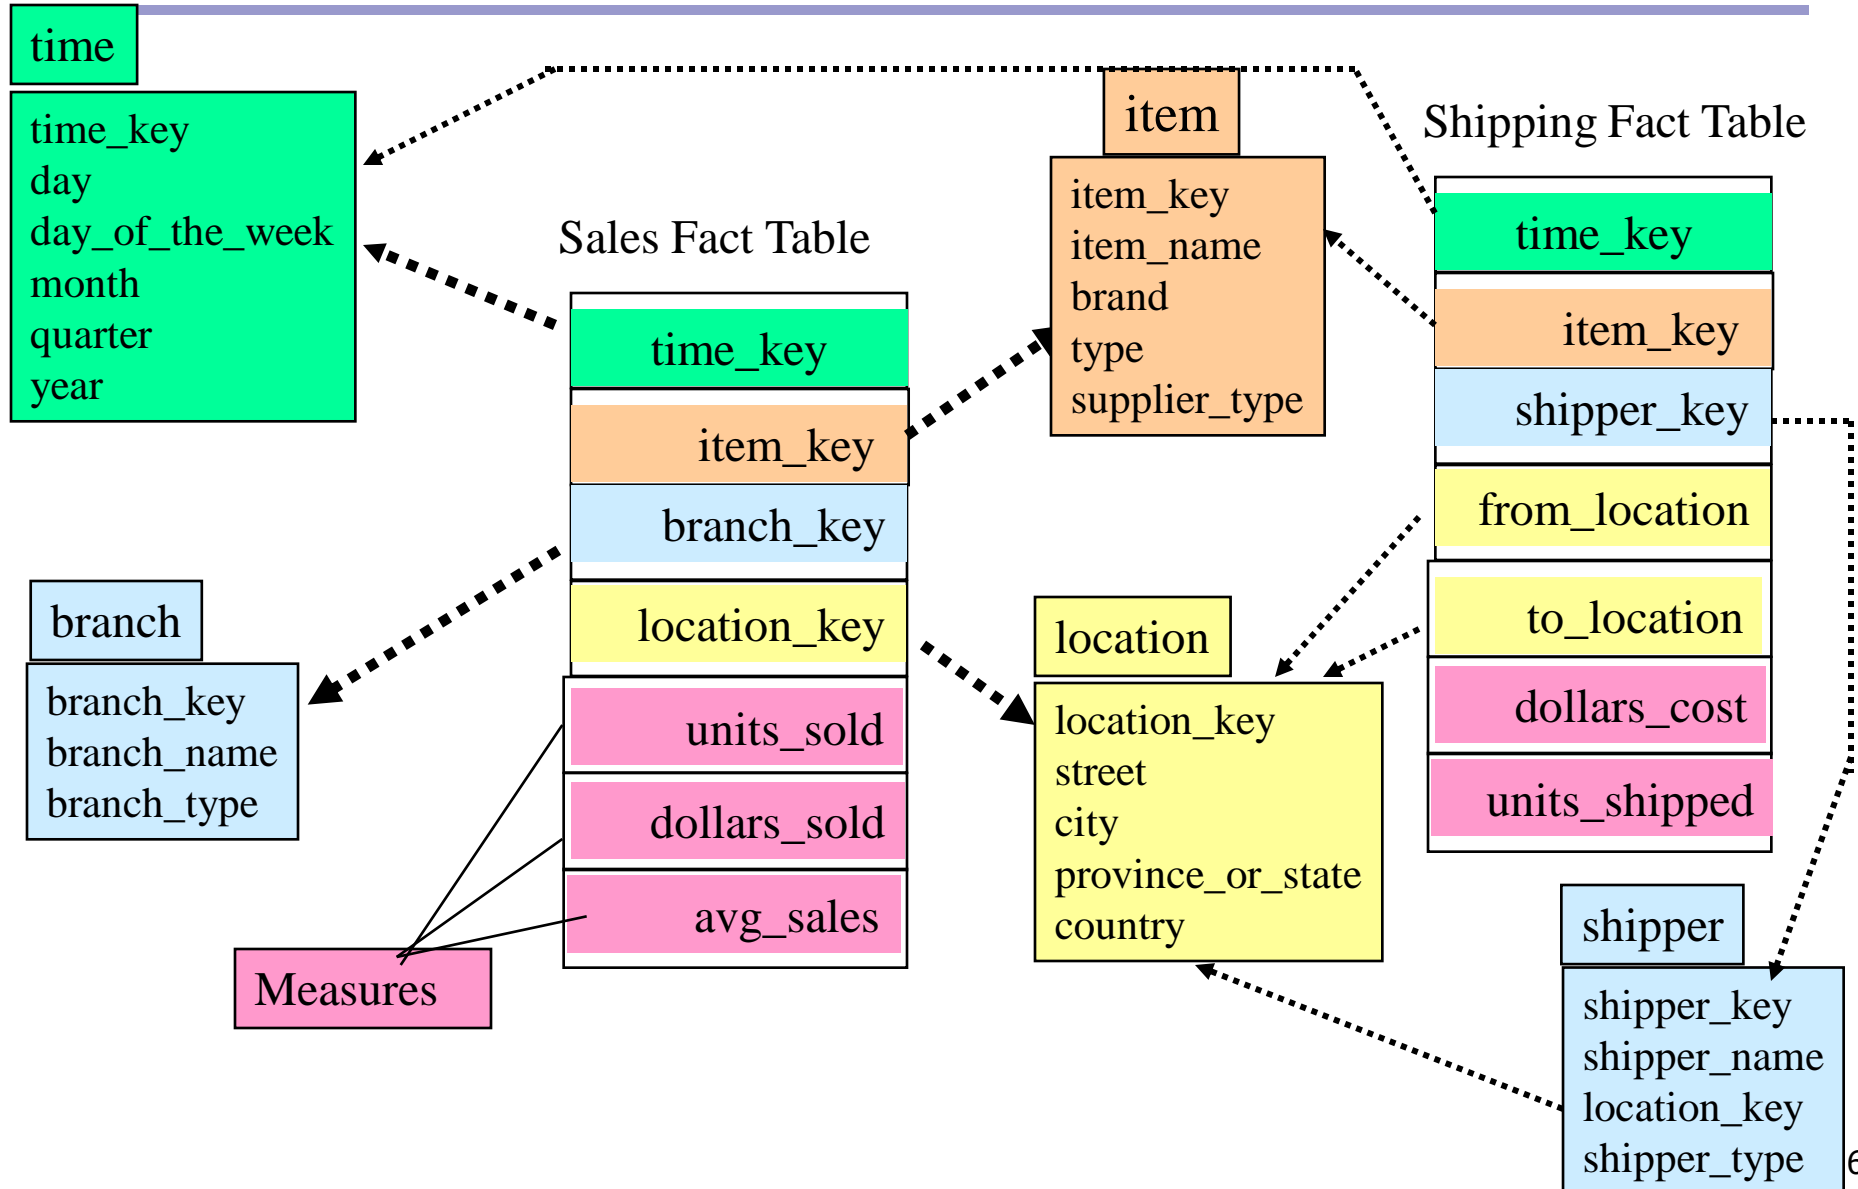 time
time_key
day
day_of_the_week
month
quarter
year
Sales Fact Table
time_key
item_key
branch_key
location_key
units_sold
dollars_sold
avg_sales
Measures
branch
branch_key
branch_name
branch_type
item
item_key
item_name
brand
type
supplier_type
location
location_key
street
city
province_or_state
country
Shipping Fact Table
time_key
item_key
shipper_key
from_location
to_location
dollars_cost
units_shipped
shipper
shipper_key
shipper_name
location_key
shipper_type